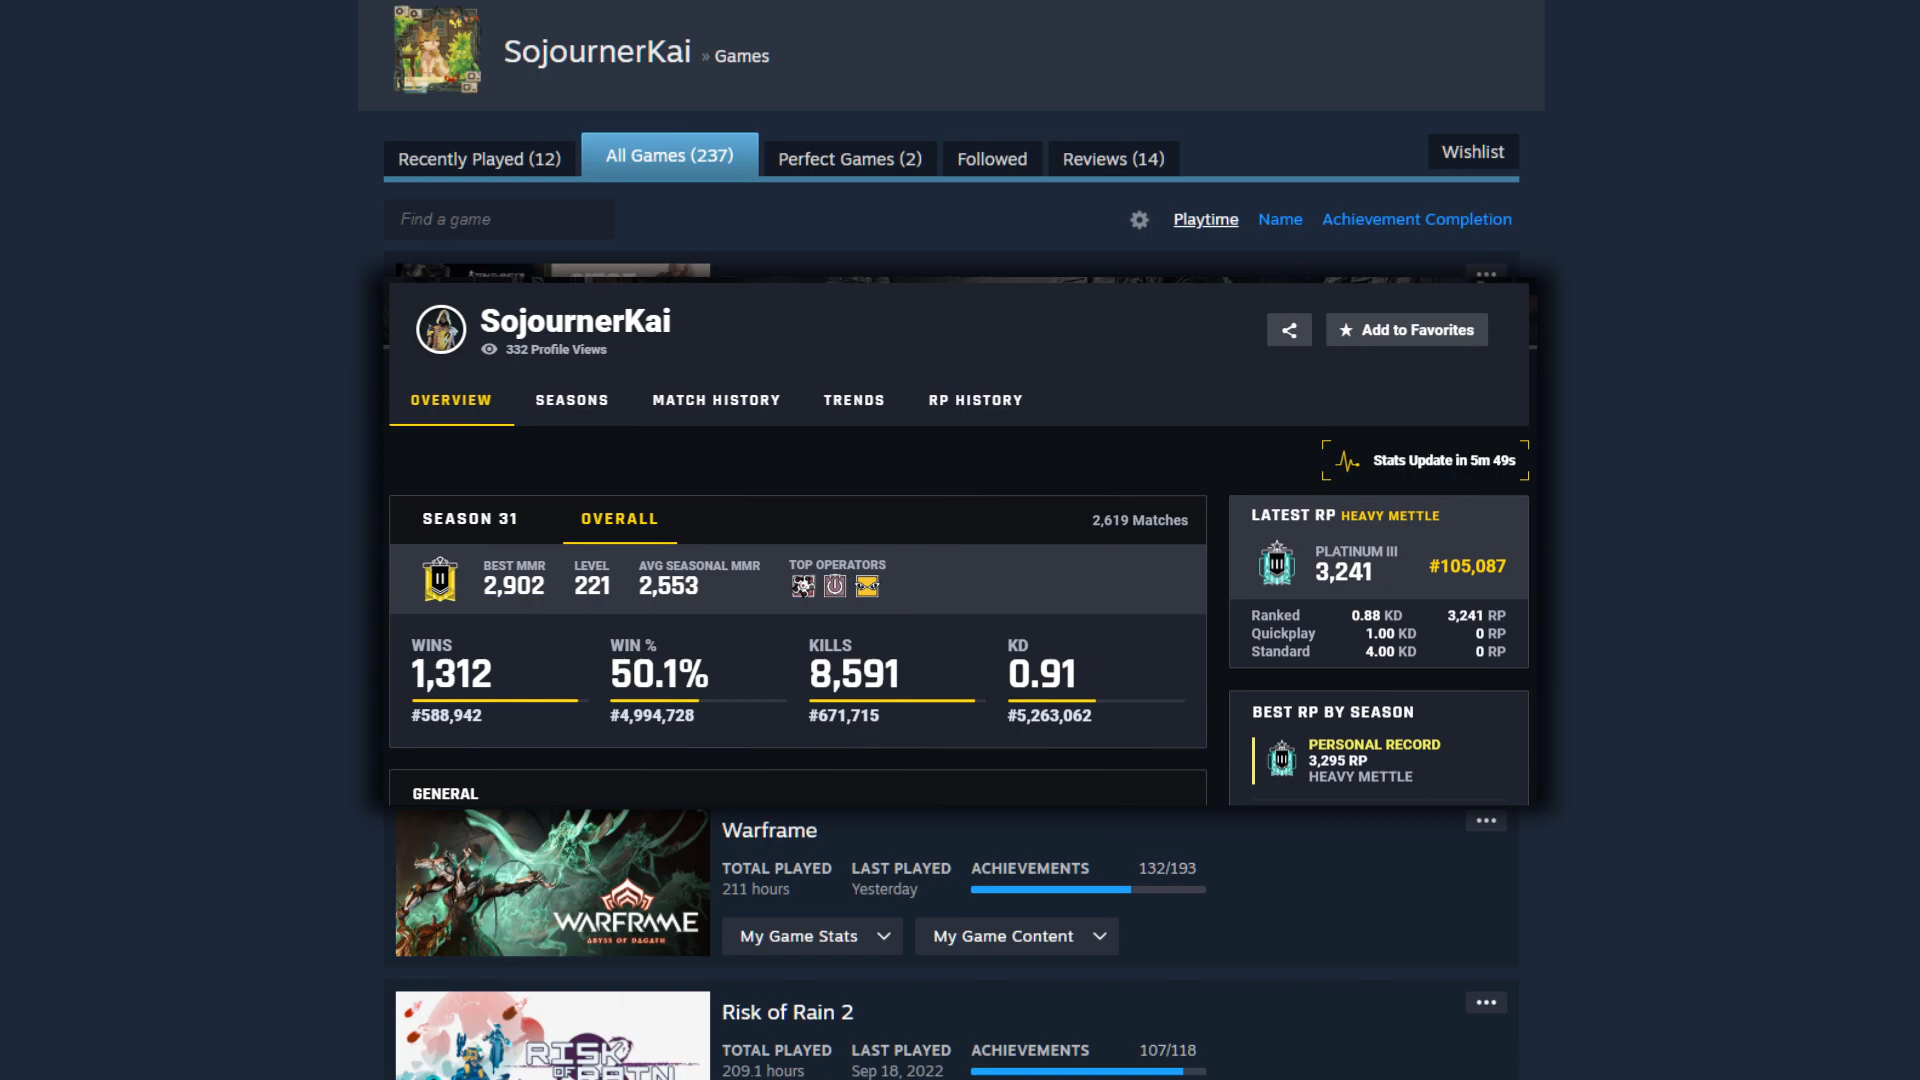 SojournerKai » Games
Recently Played (12) All Games (237) Perfect Games (2) Followed Reviews (14) Wishlist
Find a game Playtime Name Achievement Completion
SojournerKai
332 Profile Views
Add to Favorites
OVERVIEW SEASONS MATCH HISTORY TRENDS RP HISTORY
Stats Update in 5m 49s
SEASON 31 OVERALL 2,619 Matches
BEST MMR LEVEL AVG SEASONAL MMR TOP OPERATORS
2,902 221 2,553
WINS WIN % KILLS KD
1,312 50.1% 8,591 0.91
#588,942 #4,994,728 #671,715 #5,263,062
GENERAL
LATEST RP HEAVY METTLE
PLATINUM III
3,241 #105,087
Ranked 0.88 KD 3,241 RP
Quickplay 1.00 KD 0 RP
Standard 4.00 KD 0 RP
BEST RP BY SEASON
PERSONAL RECORD
3,295 RP
HEAVY METTLE
WARFRAME
ABYSS OF DAGATH
Warframe
TOTAL PLAYED LAST PLAYED ACHIEVEMENTS 132/193
211 hours Yesterday
My Game Stats My Game Content
RISK
OF RAIN
Risk of Rain 2
TOTAL PLAYED LAST PLAYED ACHIEVEMENTS 107/118
209.1 hours Sep 18, 2022